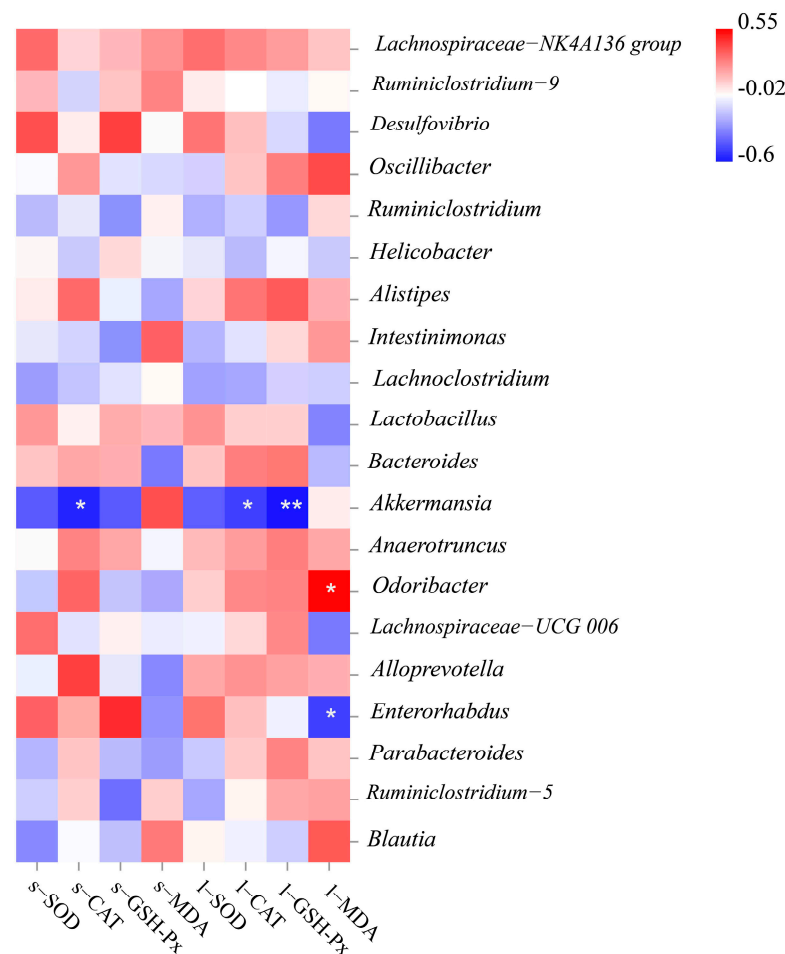 0.55
Lachnospiraceae−NK4A136 group
Ruminiclostridium−9
-0.02
Desulfovibrio
-0.6
Oscillibacter
Ruminiclostridium
Helicobacter
Alistipes
Intestinimonas
Lachnoclostridium
Lactobacillus
Bacteroides
* * ** Akkermansia
Anaerotruncus
* Odoribacter
Lachnospiraceae−UCG 006
Alloprevotella
* Enterorhabdus
Parabacteroides
Ruminiclostridium−5
Blautia
s−SOD
s−CAT
s−GSH-Px
s−MDA
l−SOD
l−CAT
l−GSH-Px
l−MDA